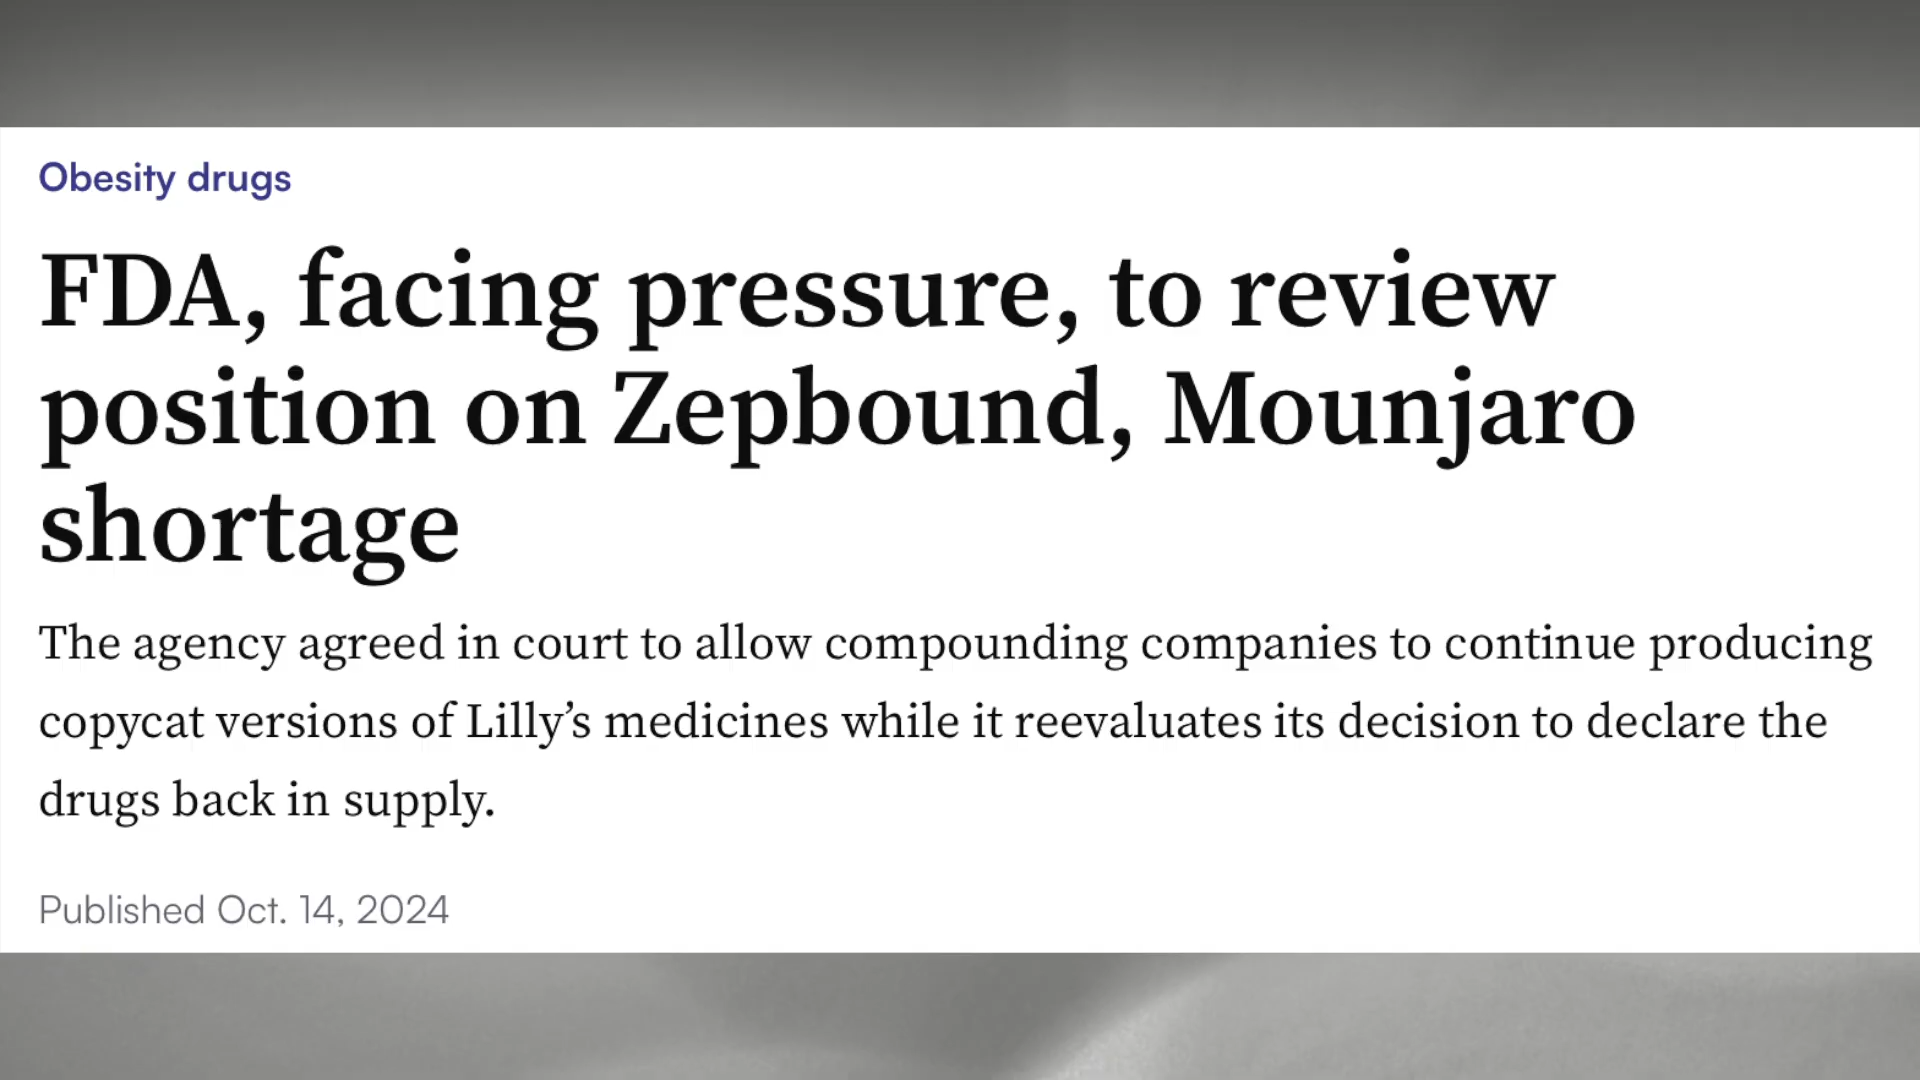 Obesity drugs
FDA, facing pressure, to review
position on Zepbound, Mounjaro
shortage
The agency agreed in court to allow compounding companies to continue producing
copycat versions of Lilly’s medicines while it reevaluates its decision to declare the
drugs back in supply.
Published Oct. 14, 2024